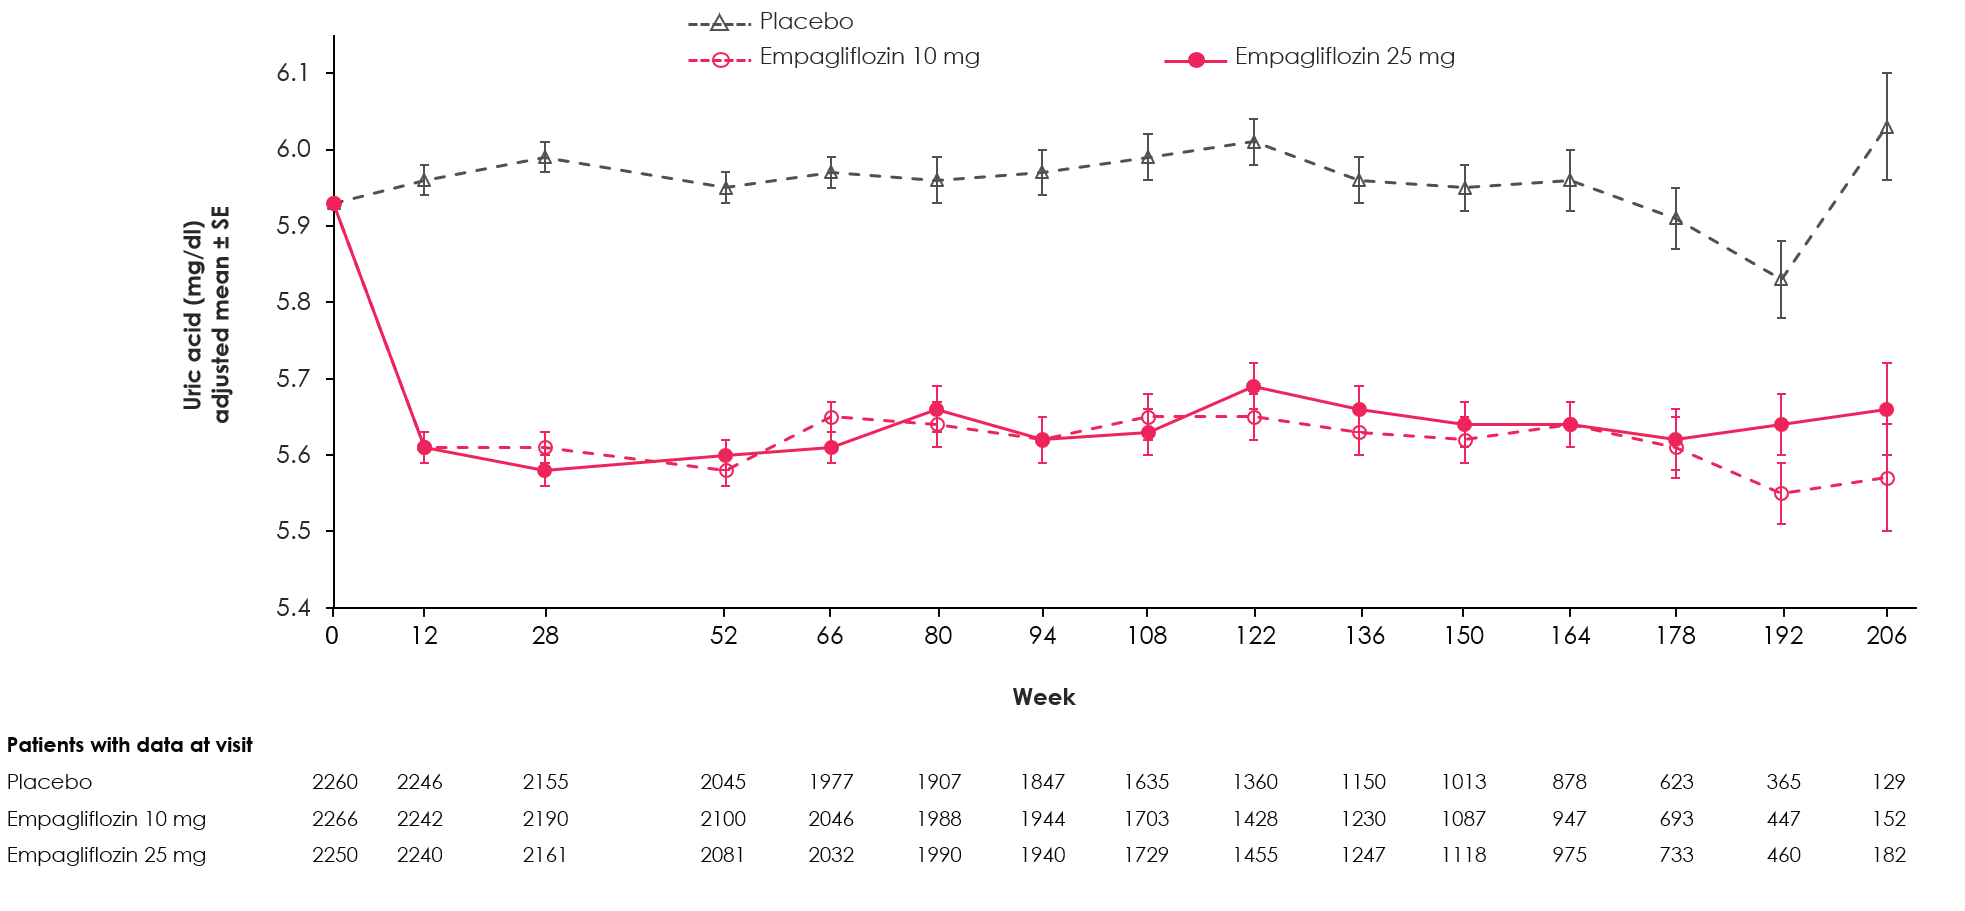 Placebo
Empagliflozin 10 mg
Empagliflozin 25 mg
Uric acid (mg/dl)
adjusted mean ± SE
6.1
6.0
5.9
5.8
5.7
5.6
5.5
5.4
0 12 28 52 66 80 94 108 122 136 150 164 178 192 206
Week
Patients with data at visit
Placebo 2260 2246 2155 2045 1977 1907 1847 1635 1360 1150 1013 878 623 365 129
Empagliflozin 10 mg 2266 2242 2190 2100 2046 1988 1944 1703 1428 1230 1087 947 693 447 152
Empagliflozin 25 mg 2250 2240 2161 2081 2032 1990 1940 1729 1455 1247 1118 975 733 460 182